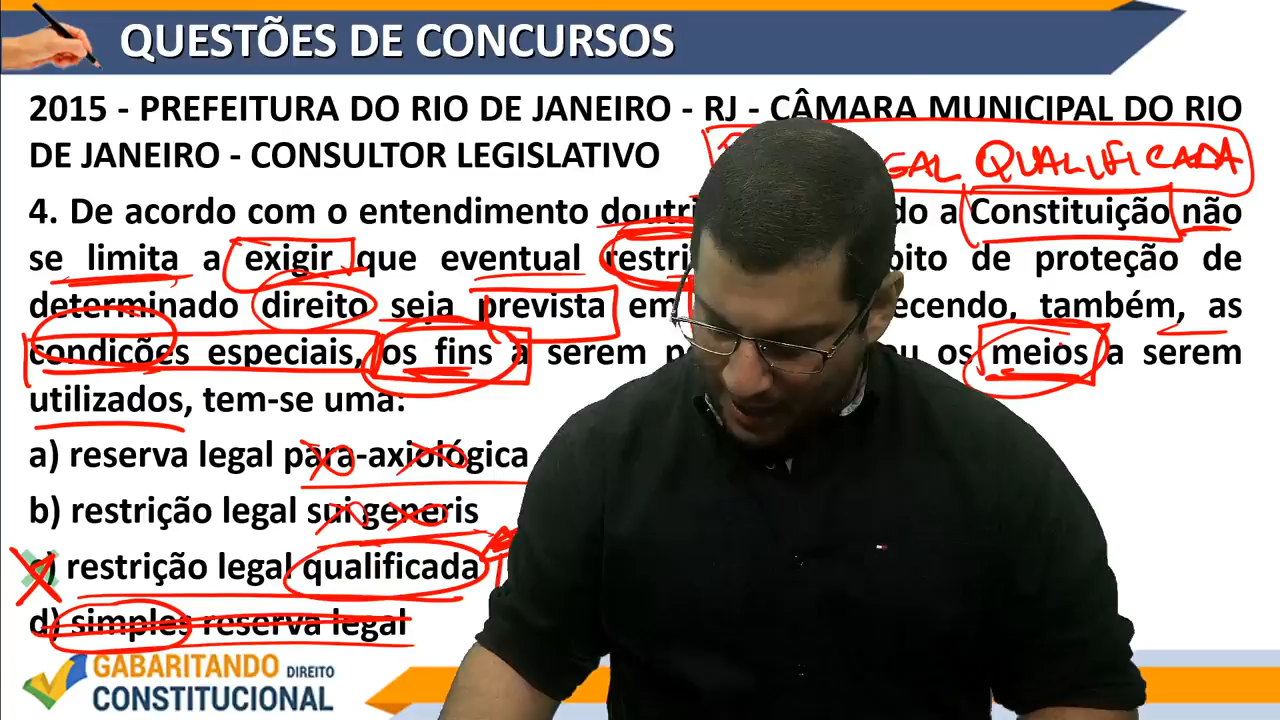 QUESTÕES DE CONCURSOS
2015 - PREFEITURA DO RIO DE JANEIRO - RJ - CÂMARA MUNICIPAL DO RIO
DE JANEIRO - CONSULTOR LEGISLATIVO
QUALIFICADA
4. De acordo com o entendimento a Constituição não
se limita a exigir que eventual de proteção de
determinado direito seja prevista em também, as
condições especiais, os fins a serem ou os meios a serem
utilizados, tem-se uma:
a) reserva legal para-axiológica
b) restrição legal sui generis
c) restrição legal qualificada
d) simples reserva legal
GABARITANDO DIREITO
CONSTITUCIONAL